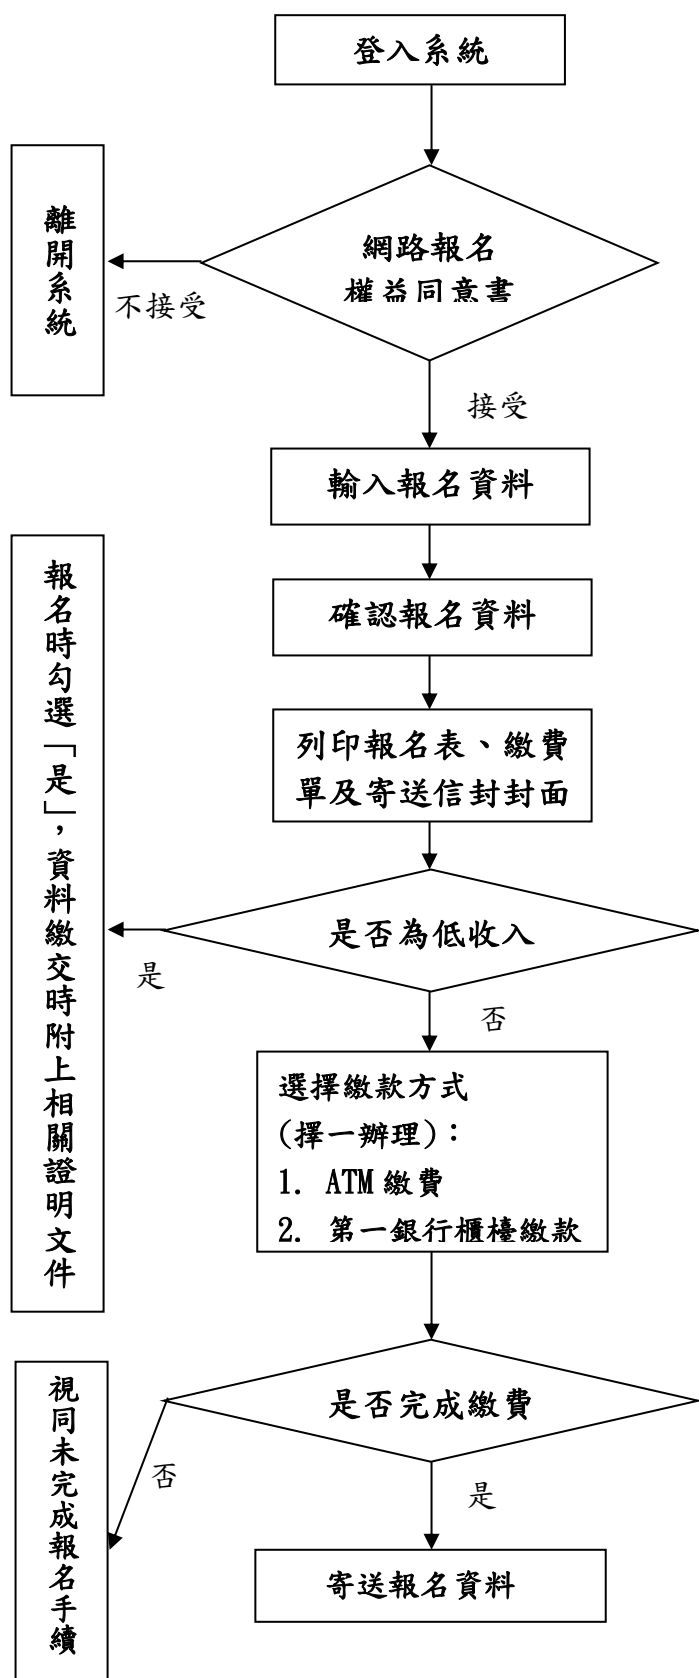 登入系統
離開系統
網路報名
權益同意書
不接受
接受
輸入報名資料
確認報名資料
列印報名表、繳費
單及寄送信封封面
報名時勾選「是」，資料繳交時附上相關證明文件
是否為低收入
是
否
選擇繳款方式
(擇一辦理)：
1. ATM 繳費
2. 第一銀行櫃檯繳款
是否完成繳費
視同未完成報名手續
否
是
寄送報名資料